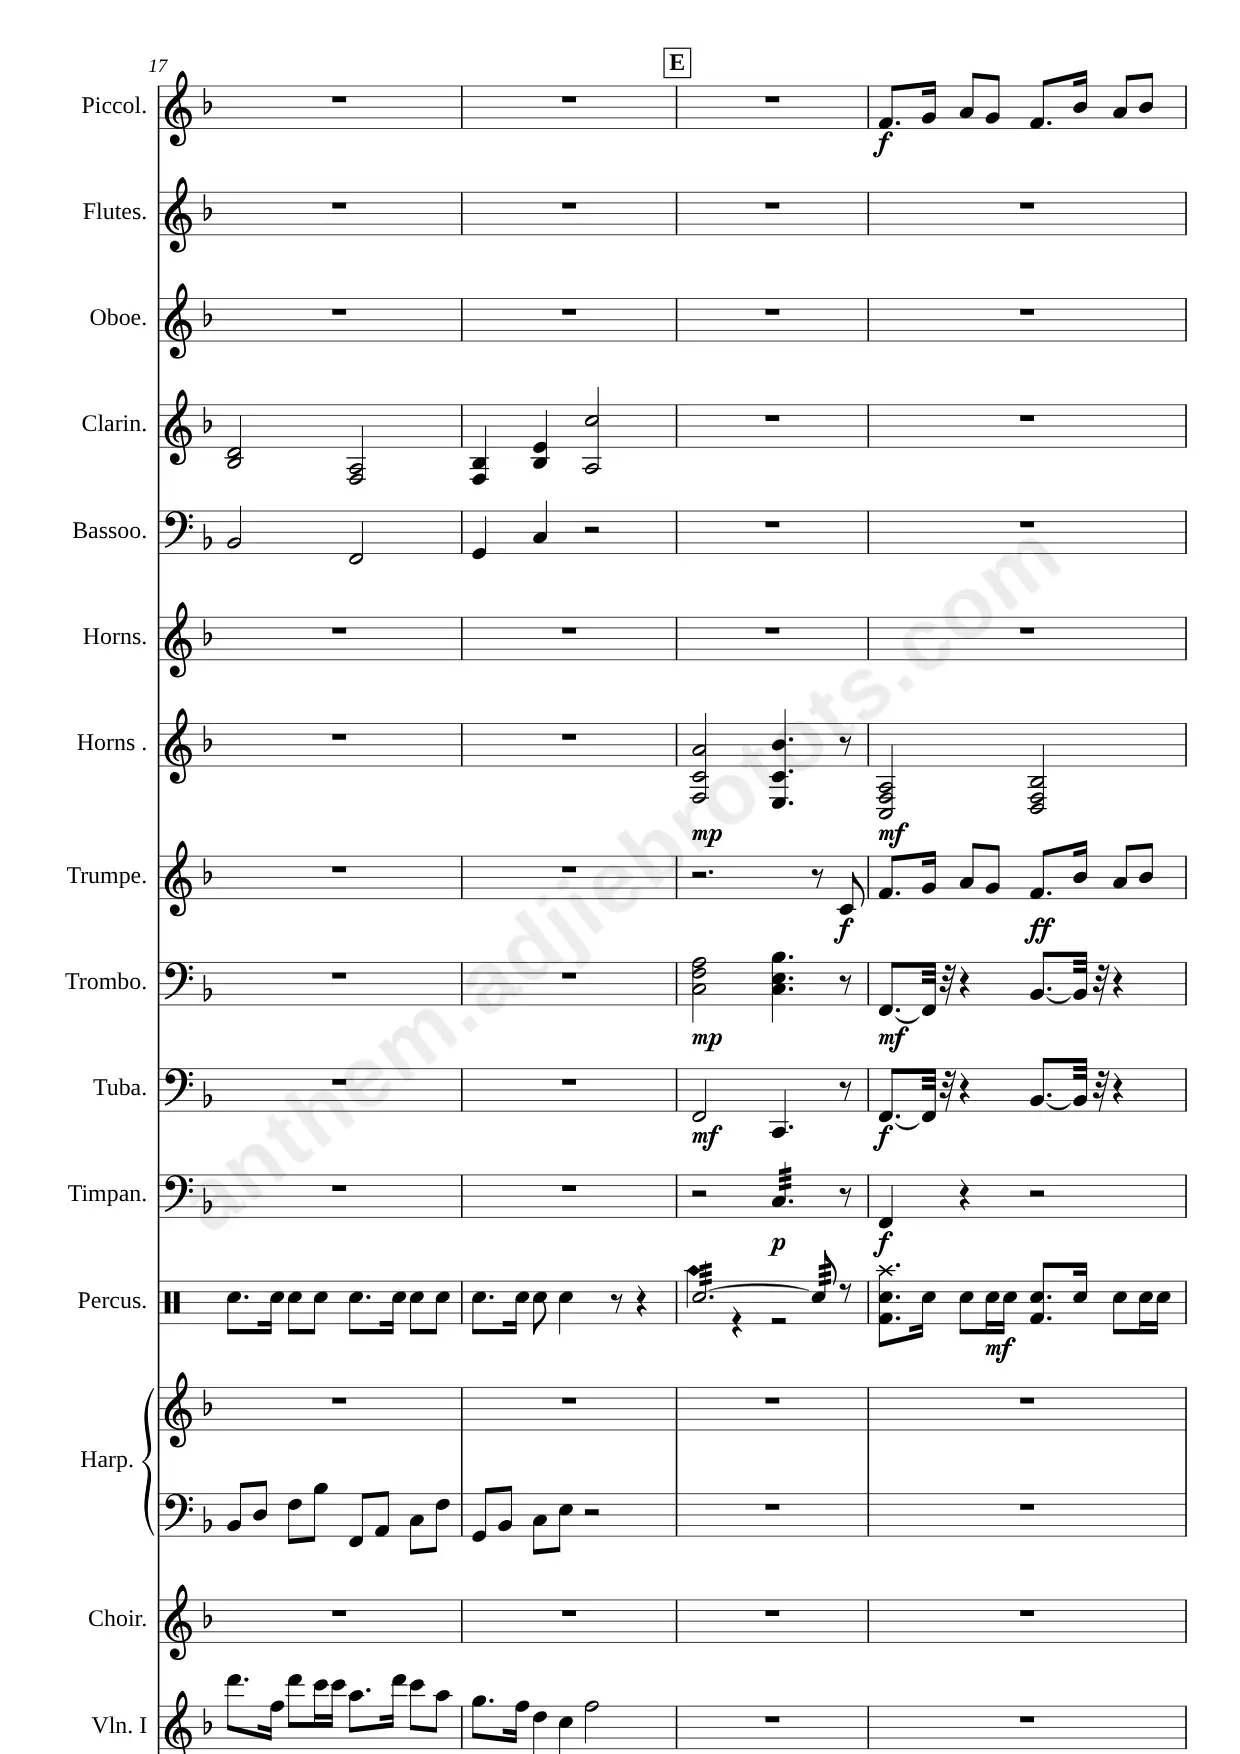 17
E
Piccol.
f
Flutes.
Oboe.
Clarin.
Bassoo.
Horns.
Horns .
mp
mf
Trumpe.
f
ff
Trombo.
mp
mf
Tuba.
mf
f
Timpan.
p
f
Percus.
mf
Harp.
Choir.
Vln. I
anthem.adjiebrotots.com